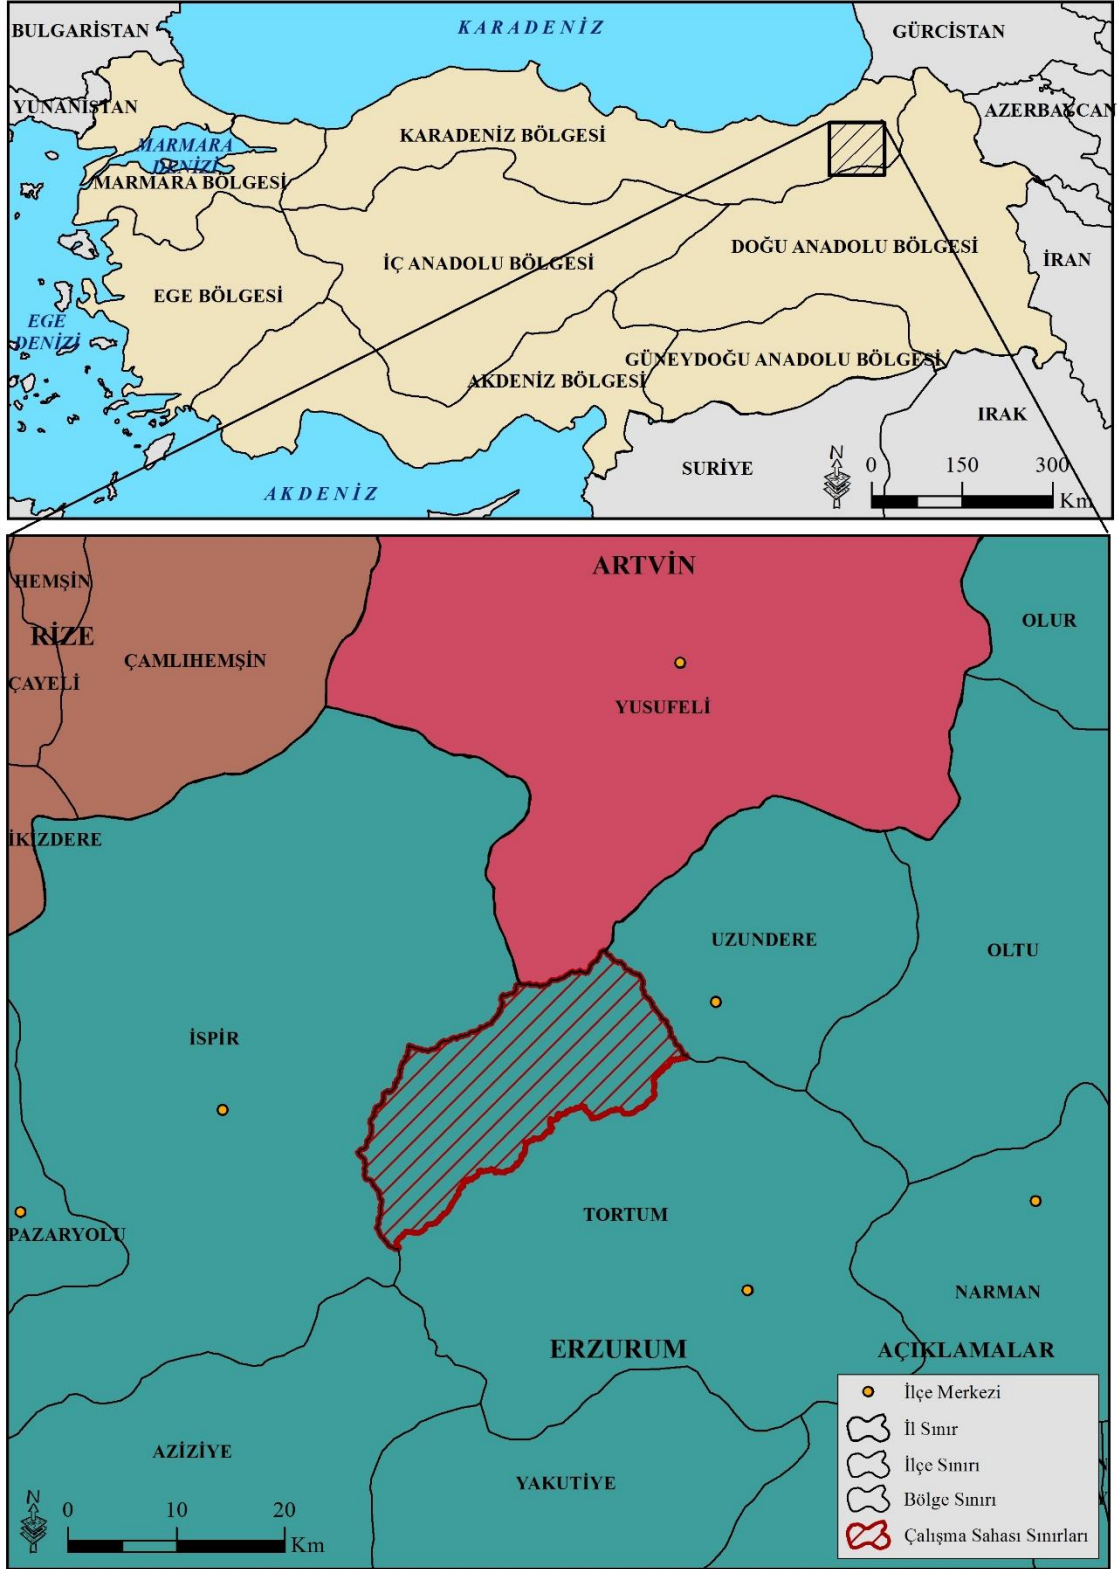 BULGARİSTAN
KARADENİZ
GÜRCİSTAN
YUNANİSTAN
AZERBAYCAN
MARMARA
DENİZİ
KARADENİZ BÖLGESİ
MARMARA BÖLGESİ
DOĞU ANADOLU BÖLGESİ
İÇ ANADOLU BÖLGESİ
İRAN
EGE BÖLGESİ
EGE
DENİZİ
GÜNEYDOĞU ANADOLU BÖLGESİ
AKDENİZ BÖLGESİ
IRAK
SURİYE
AKDENİZ
N
0 150 300
Km
ARTVİN
HEMŞİN
RİZE
OLUR
ÇAMLIHEMŞİN
ÇAYELİ
YUSUFELİ
İKİZDERE
UZUNDERE
OLTU
İSPİR
TORTUM
PAZARYOLU
NARMAN
ERZURUM
AÇIKLAMALAR
İlçe Merkezi
İl Sınır
İlçe Sınırı
Bölge Sınırı
Çalışma Sahası Sınırları
AZİZİYE
YAKUTİYE
N
0 10 20
Km